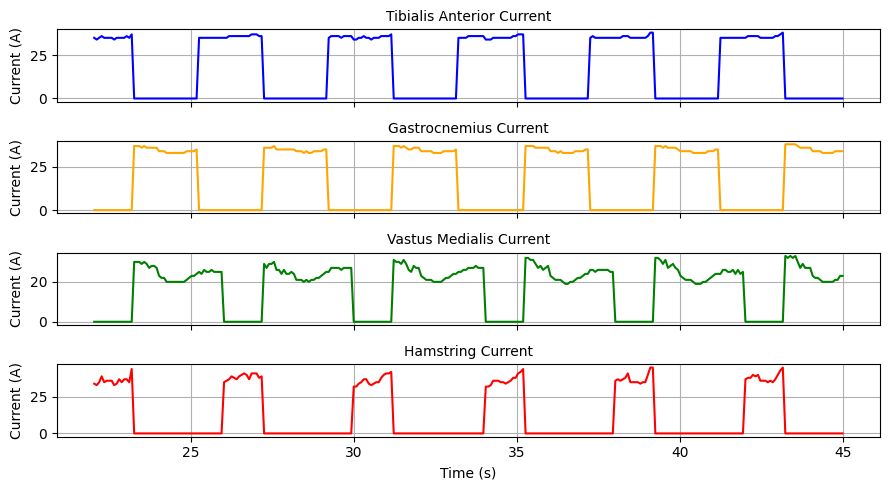 Tibialis Anterior Current
Current (A)
25
0
Gastrocnemius Current
Current (A)
25
0
Vastus Medialis Current
Current (A)
20
0
Hamstring Current
Current (A)
25
0
25 30 35 40 45
Time (s)